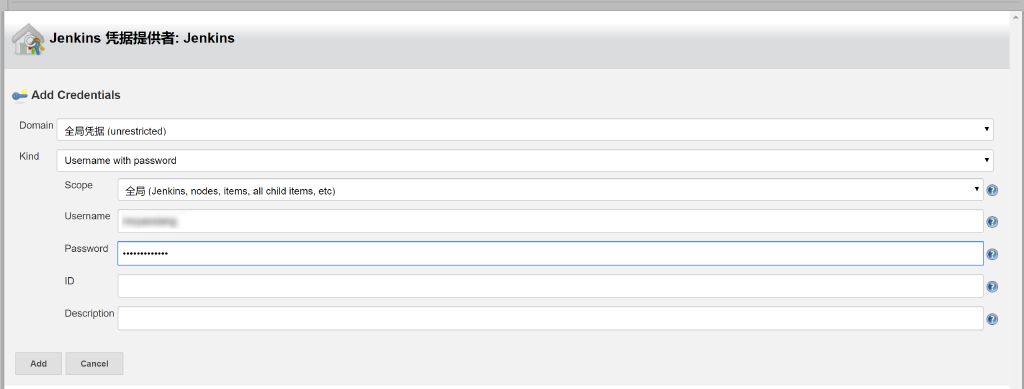 Jenkins 凭据提供者: Jenkins
Add Credentials
Domain
全局凭据 (unrestricted)
Kind
Username with password
Scope
全局 (Jenkins, nodes, items, all child items, etc)
Username
Password
•••••••••••••
ID
Description
Add
Cancel